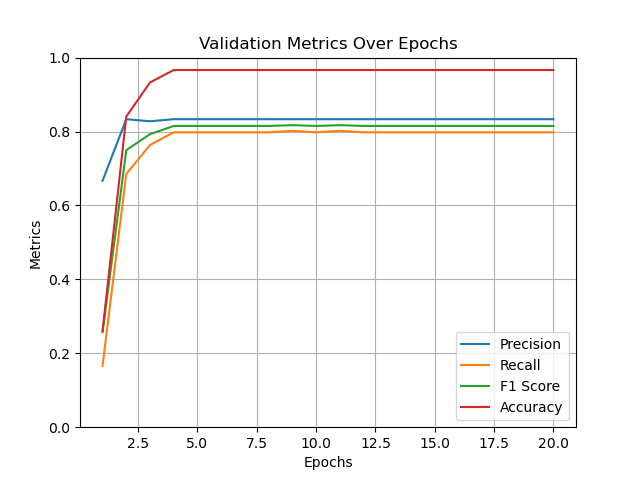 Validation Metrics Over Epochs
1.0
0.8
0.6
0.4
0.2
0.0
Metrics
2.5 5.0 7.5 10.0 12.5 15.0 17.5 20.0
Epochs
Precision
Recall
F1 Score
Accuracy